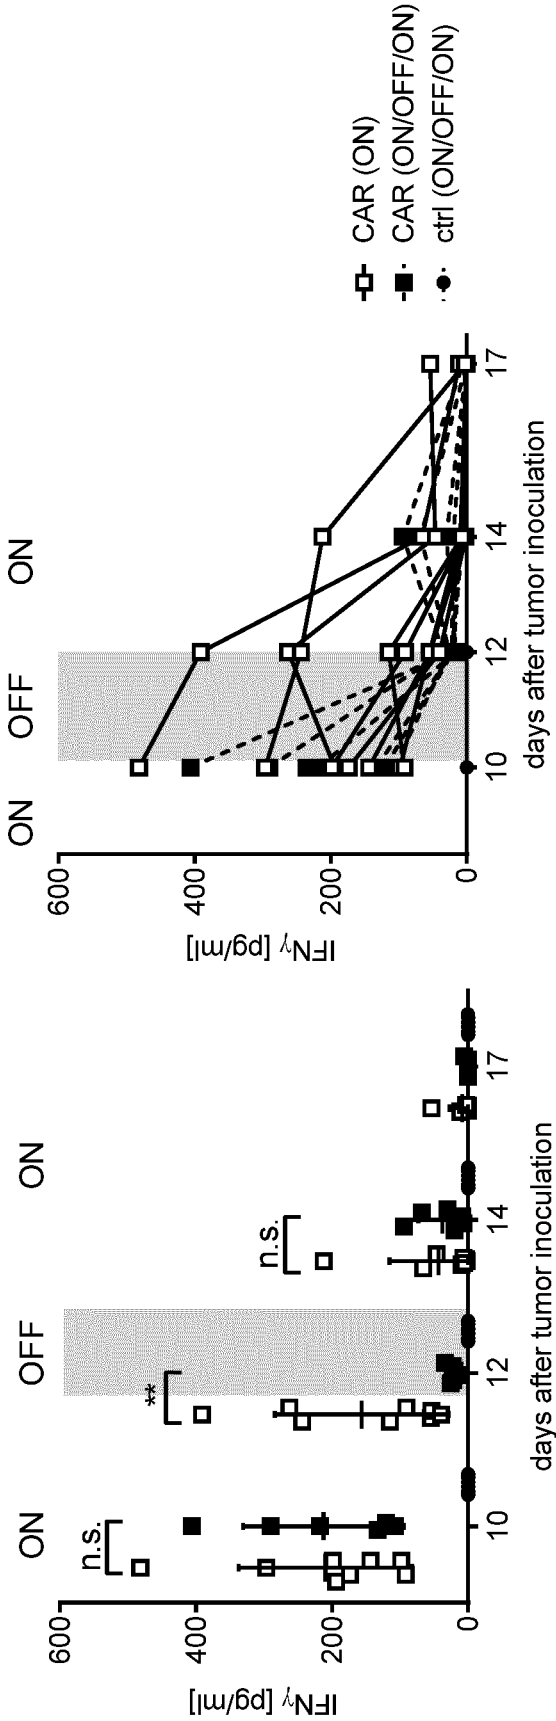 ON
OFF
ON
n.s.
**
n.s.
600
400
200
0
IFNγ [pg/ml]
10
12
14
17
days after tumor inoculation
ON
OFF
ON
600
400
200
0
IFNγ [pg/ml]
10
12
14
17
days after tumor inoculation
CAR (ON)
CAR (ON/OFF/ON)
ctrl (ON/OFF/ON)